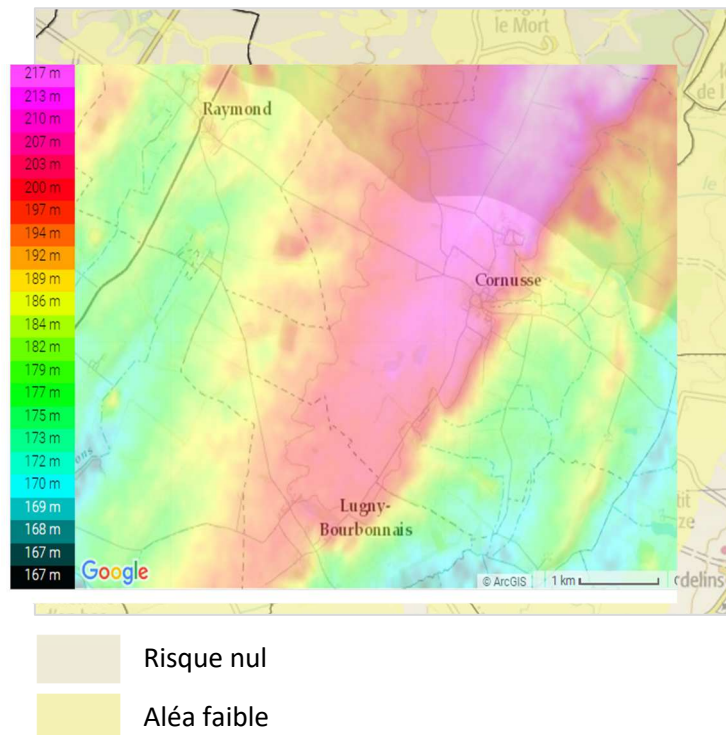 le Mort
217 m
213 m
210 m
207 m
203 m
200 m
197 m
194 m
192 m
189 m
186 m
184 m
182 m
179 m
177 m
175 m
173 m
172 m
170 m
169 m
168 m
167 m
167 m
Raymond
Cornusse
Lugny-
Bourbonnais
Google
© ArcGIS
1 km
Risque nul
Aléa faible